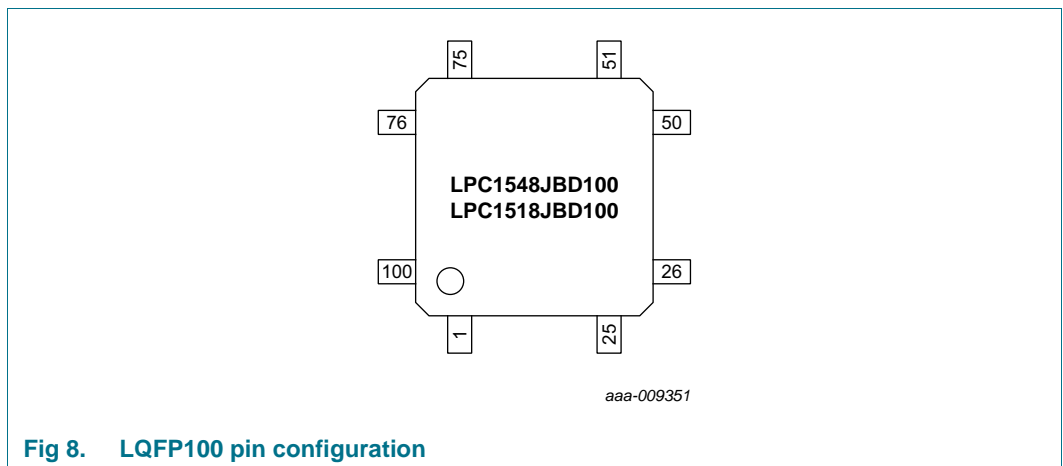 75 51
76 50
LPC1548JBD100
LPC1518JBD100
100 26
1 25
aaa-009351
Fig 8. LQFP100 pin configuration